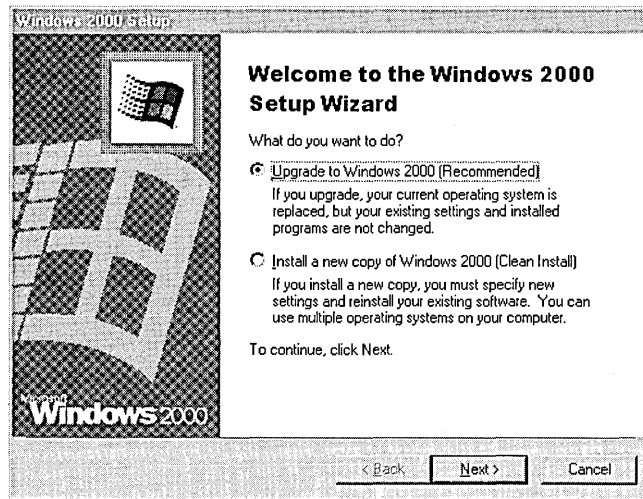 Windows 2000 Setup
Welcome to the Windows 2000
Setup Wizard
What do you want to do?
Upgrade to Windows 2000 (Recommended)
If you upgrade, your current operating system is
replaced, but your existing settings and installed
programs are not changed.
Install a new copy of Windows 2000 (Clean Install)
If you install a new copy, you must specify new
settings and reinstall your existing software. You can
use multiple operating systems on your computer.
To continue, click Next.
Microsoft
Windows 2000
< Back
Next >
Cancel